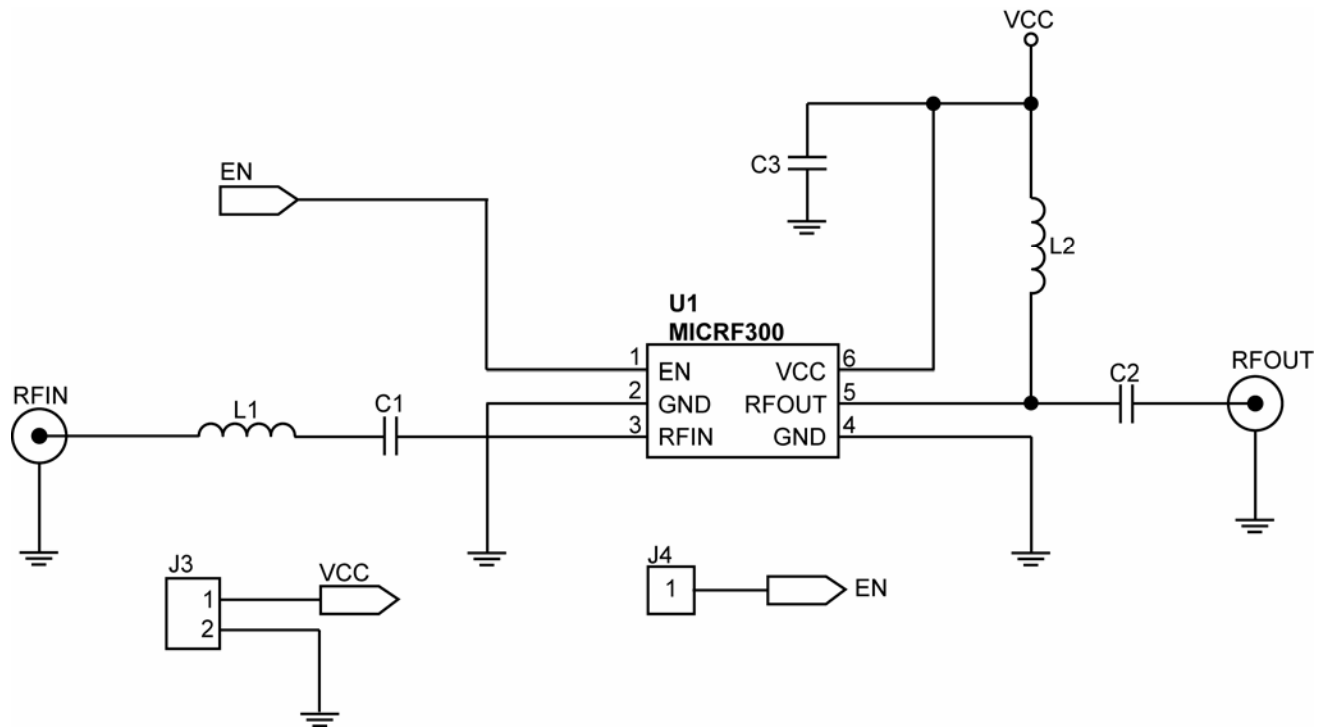 VCC
C3
EN
L2
U1
MICRF300
1 EN VCC 6
2 GND RFOUT 5
3 RFIN GND 4
RFIN
L1
C1
C2
RFOUT
J3
1
2
VCC
J4
1
EN